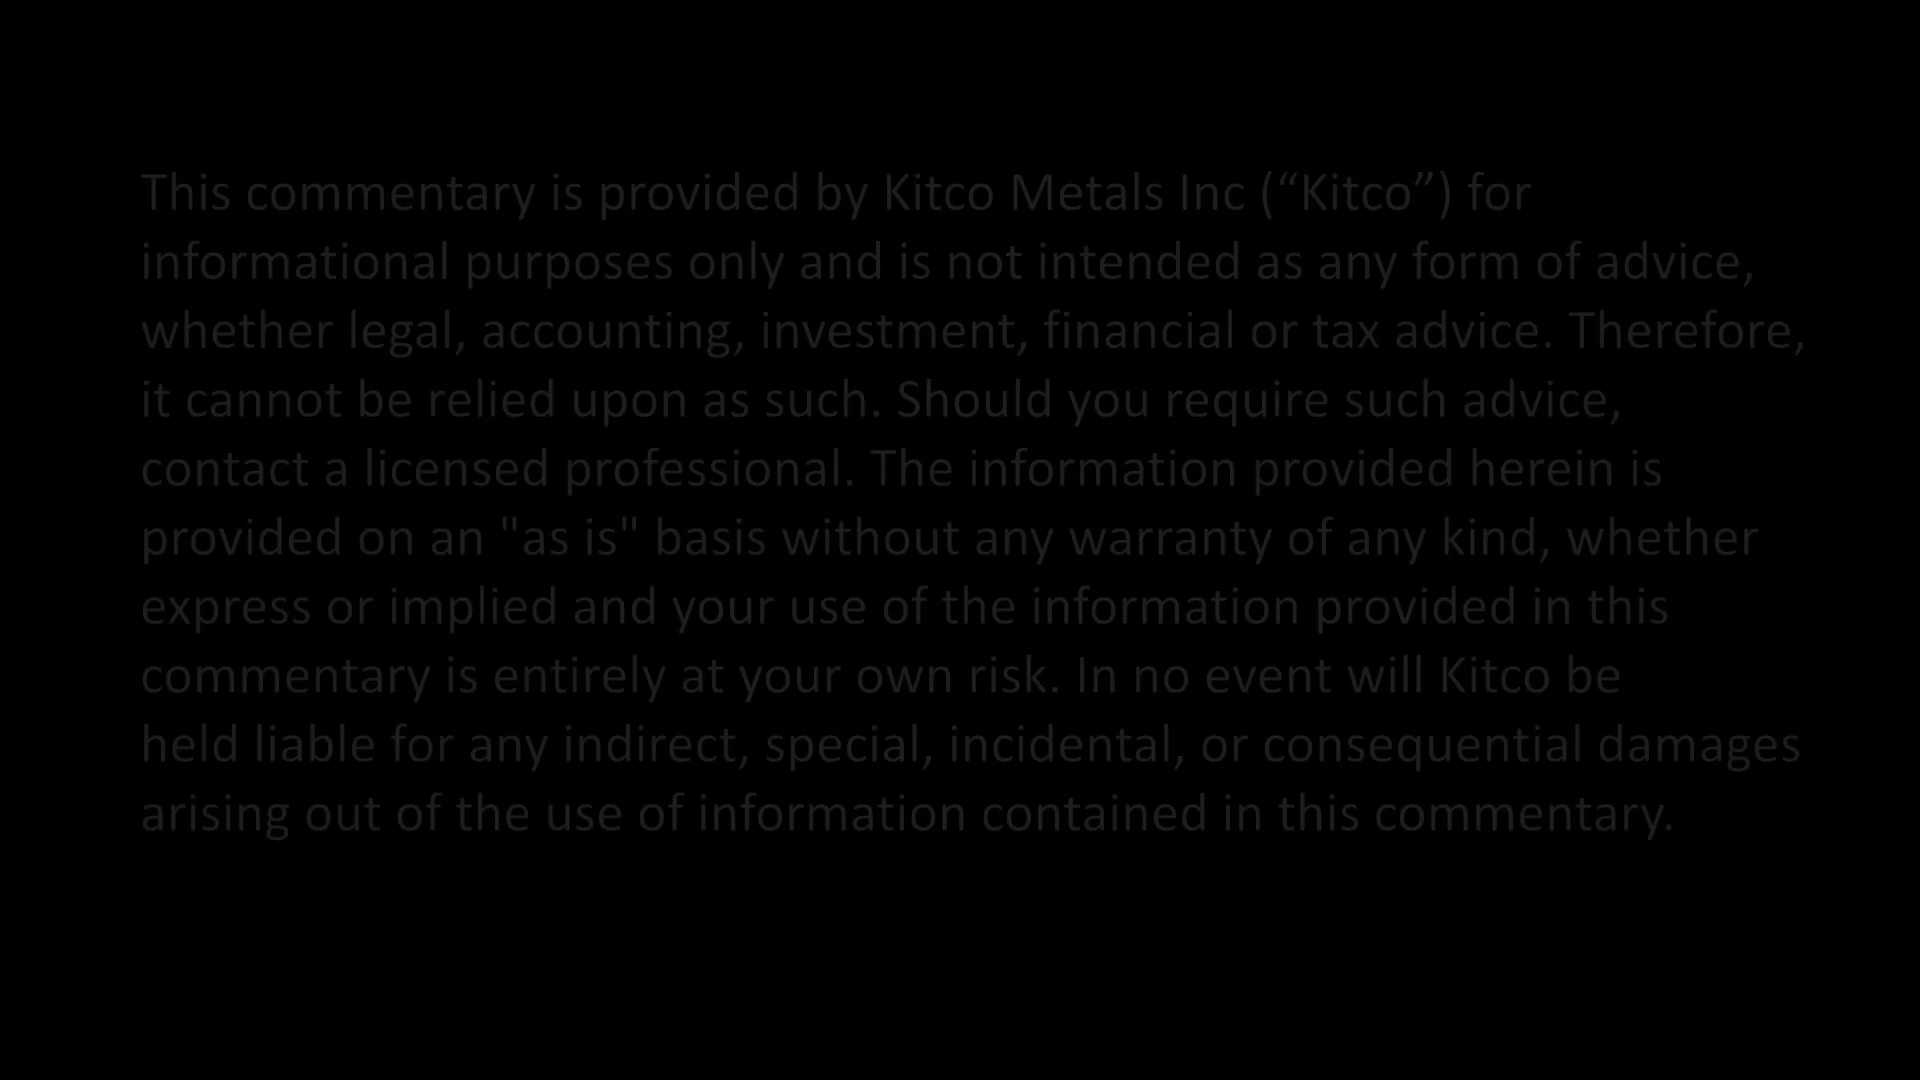 This commentary is provided by Kitco Metals Inc (“Kitco”) for
informational purposes only and is not intended as any form of advice,
whether legal, accounting, investment, financial or tax advice. Therefore,
it cannot be relied upon as such. Should you require such advice,
contact a licensed professional. The information provided herein is
provided on an "as is" basis without any warranty of any kind, whether
express or implied and your use of the information provided in this
commentary is entirely at your own risk. In no event will Kitco be
held liable for any indirect, special, incidental, or consequential damages
arising out of the use of information contained in this commentary.